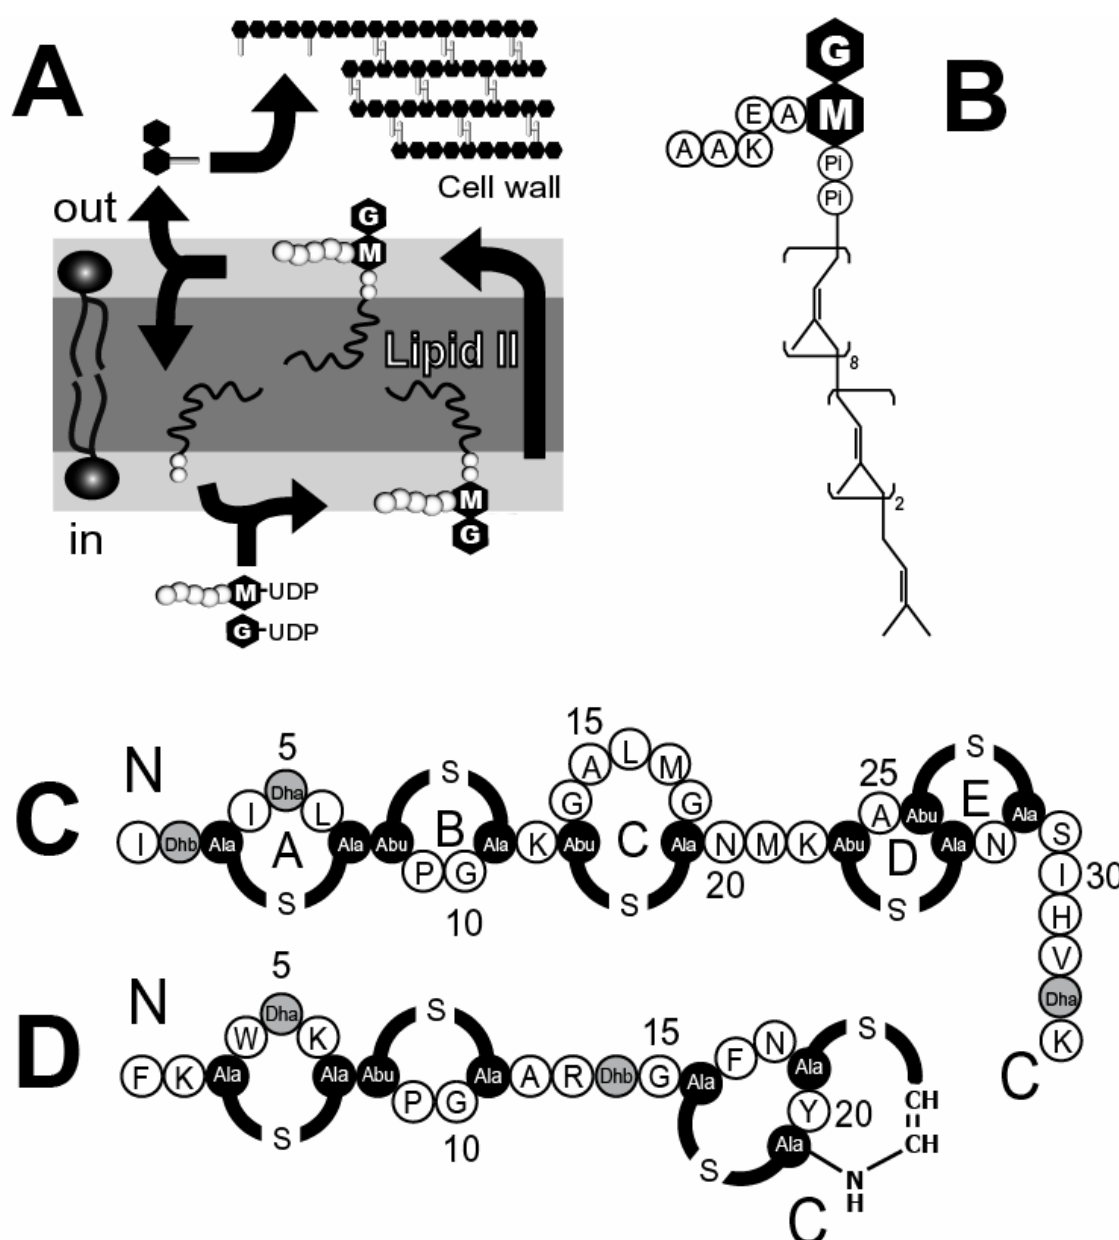 A
B
G
M
E A
A A K
Pi
Pi
8
2
Cell wall
out
G
M
Lipid II
M
G
in
M-UDP
G-UDP
C
N
5
15
25
30
I Dhb Ala I Dha L Ala Abu P G Ala K Abu G A L M G Ala N M K Abu A Abu Ala N Ala S I H V Dha K
S A S B S C S D S E
10
20
C
D
N
5
15
F K Ala W Dha K Ala Abu P G Ala A R Dhb G Ala F N Ala Y Ala
S S S S
10
20
CH
CH
N
H
C